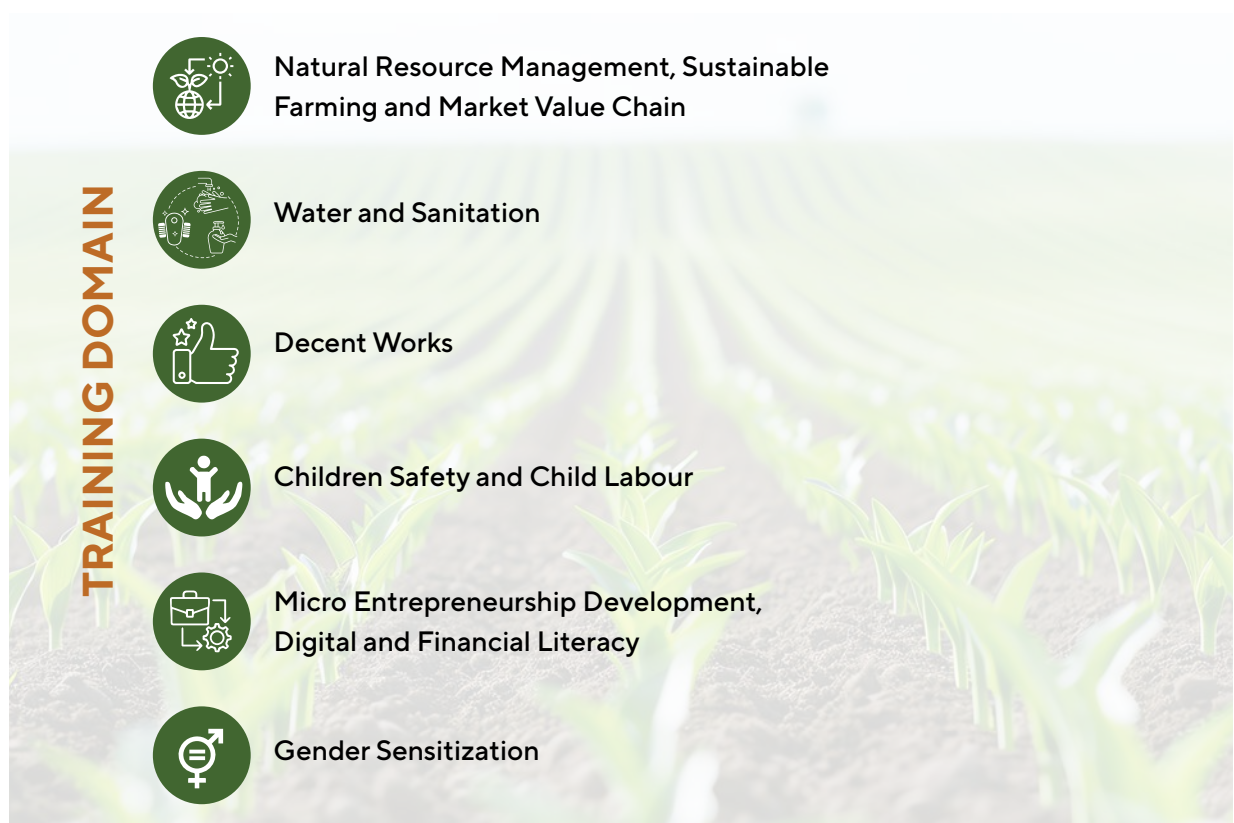 TRAINING DOMAIN
Natural Resource Management, Sustainable
Farming and Market Value Chain
Water and Sanitation
Decent Works
Children Safety and Child Labour
Micro Entrepreneurship Development,
Digital and Financial Literacy
Gender Sensitization